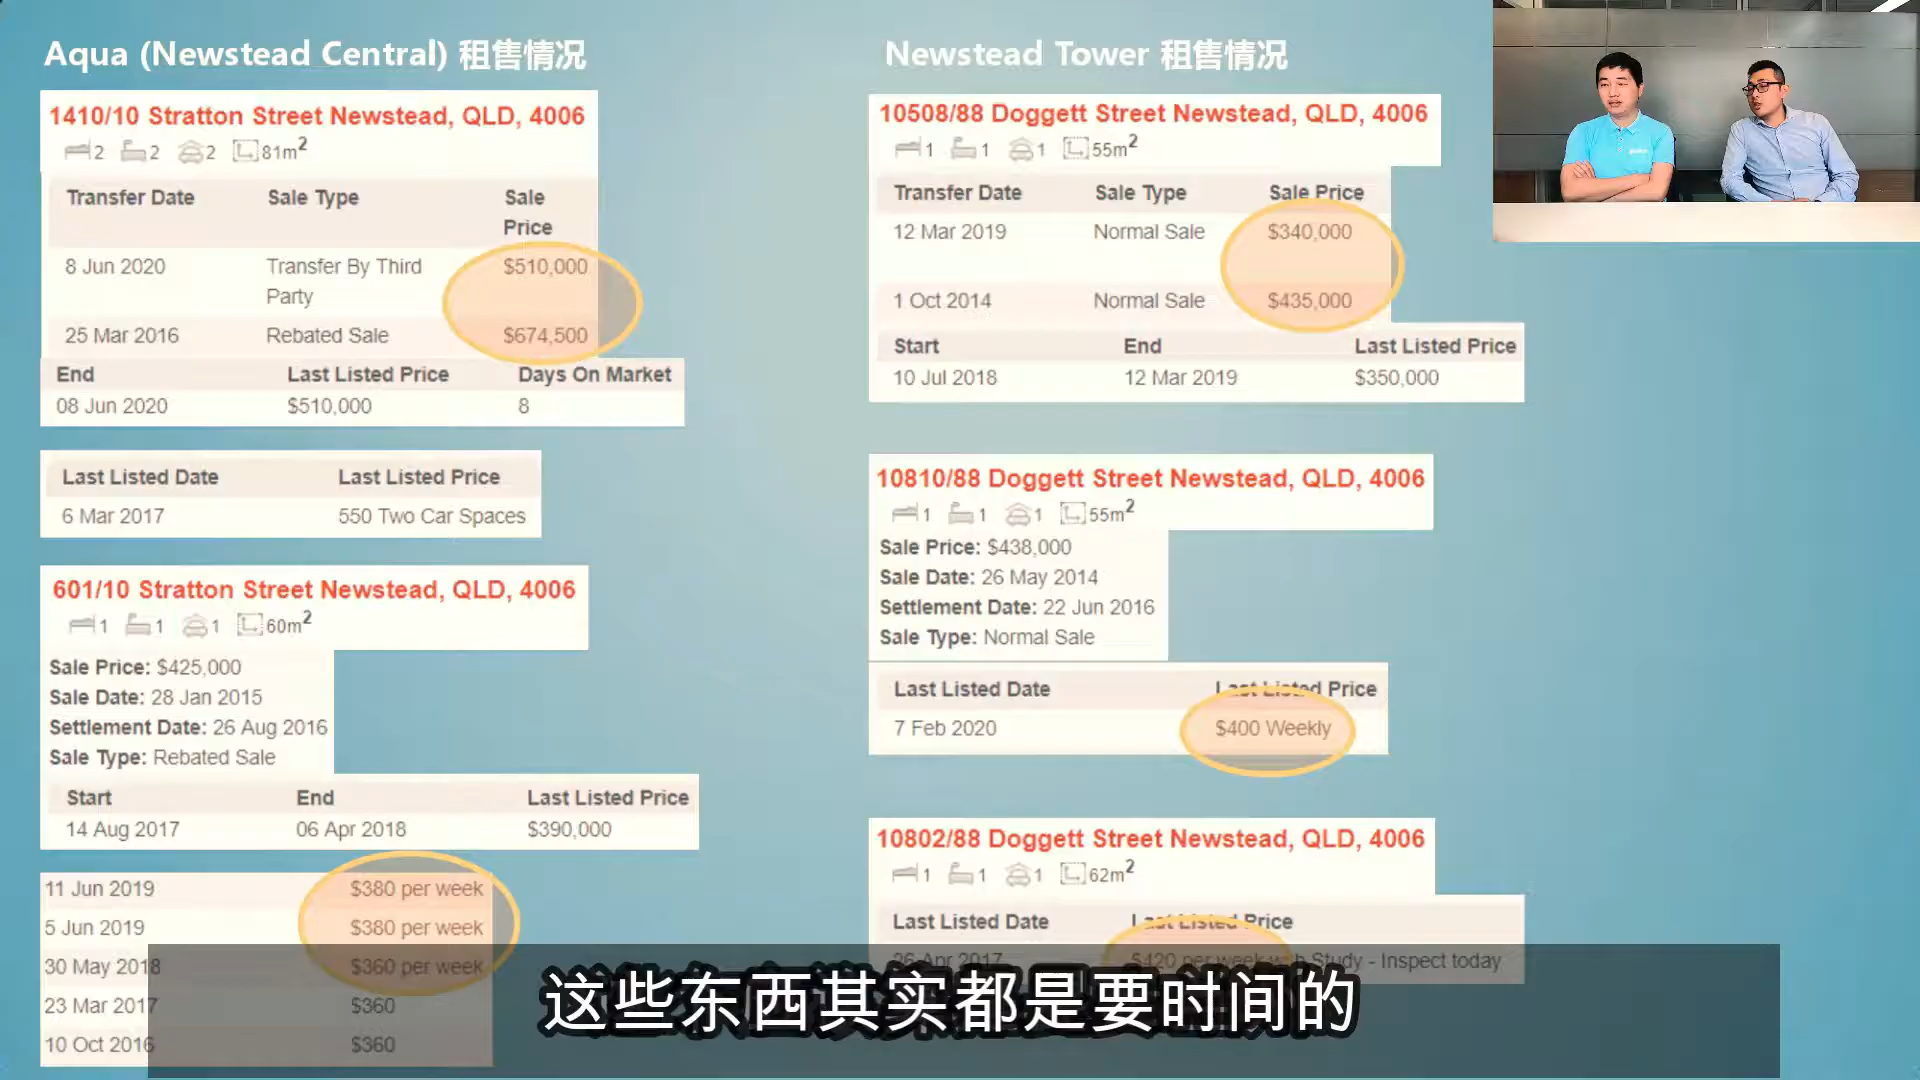 Aqua (Newstead Central) 租售情况
1410/10 Stratton Street Newstead, QLD, 4006
2 2 2 81m²
Transfer Date Sale Type Sale Price
8 Jun 2020 Transfer By Third Party $510,000
25 Mar 2016 Rebated Sale $674,500
End Last Listed Price Days On Market
08 Jun 2020 $510,000 8
Last Listed Date Last Listed Price
6 Mar 2017 550 Two Car Spaces
601/10 Stratton Street Newstead, QLD, 4006
1 1 1 60m²
Sale Price: $425,000
Sale Date: 28 Jan 2015
Settlement Date: 26 Aug 2016
Sale Type: Rebated Sale
Start End Last Listed Price
14 Aug 2017 06 Apr 2018 $390,000
11 Jun 2019 $380 per week
5 Jun 2019 $380 per week
30 May 2018 $360 per week
23 Mar 2017 $360
10 Oct 2016 $360
Newstead Tower 租售情况
10508/88 Doggett Street Newstead, QLD, 4006
1 1 1 55m²
Transfer Date Sale Type Sale Price
12 Mar 2019 Normal Sale $340,000
1 Oct 2014 Normal Sale $435,000
Start End Last Listed Price
10 Jul 2018 12 Mar 2019 $350,000
10810/88 Doggett Street Newstead, QLD, 4006
1 1 1 55m²
Sale Price: $438,000
Sale Date: 26 May 2014
Settlement Date: 22 Jun 2016
Sale Type: Normal Sale
Last Listed Date Last Listed Price
7 Feb 2020 $400 Weekly
10802/88 Doggett Street Newstead, QLD, 4006
1 1 1 62m²
Last Listed Date Last Listed Price
26 Apr 2017 $420 per week Study - Inspect today
这些东西其实都是要时间的